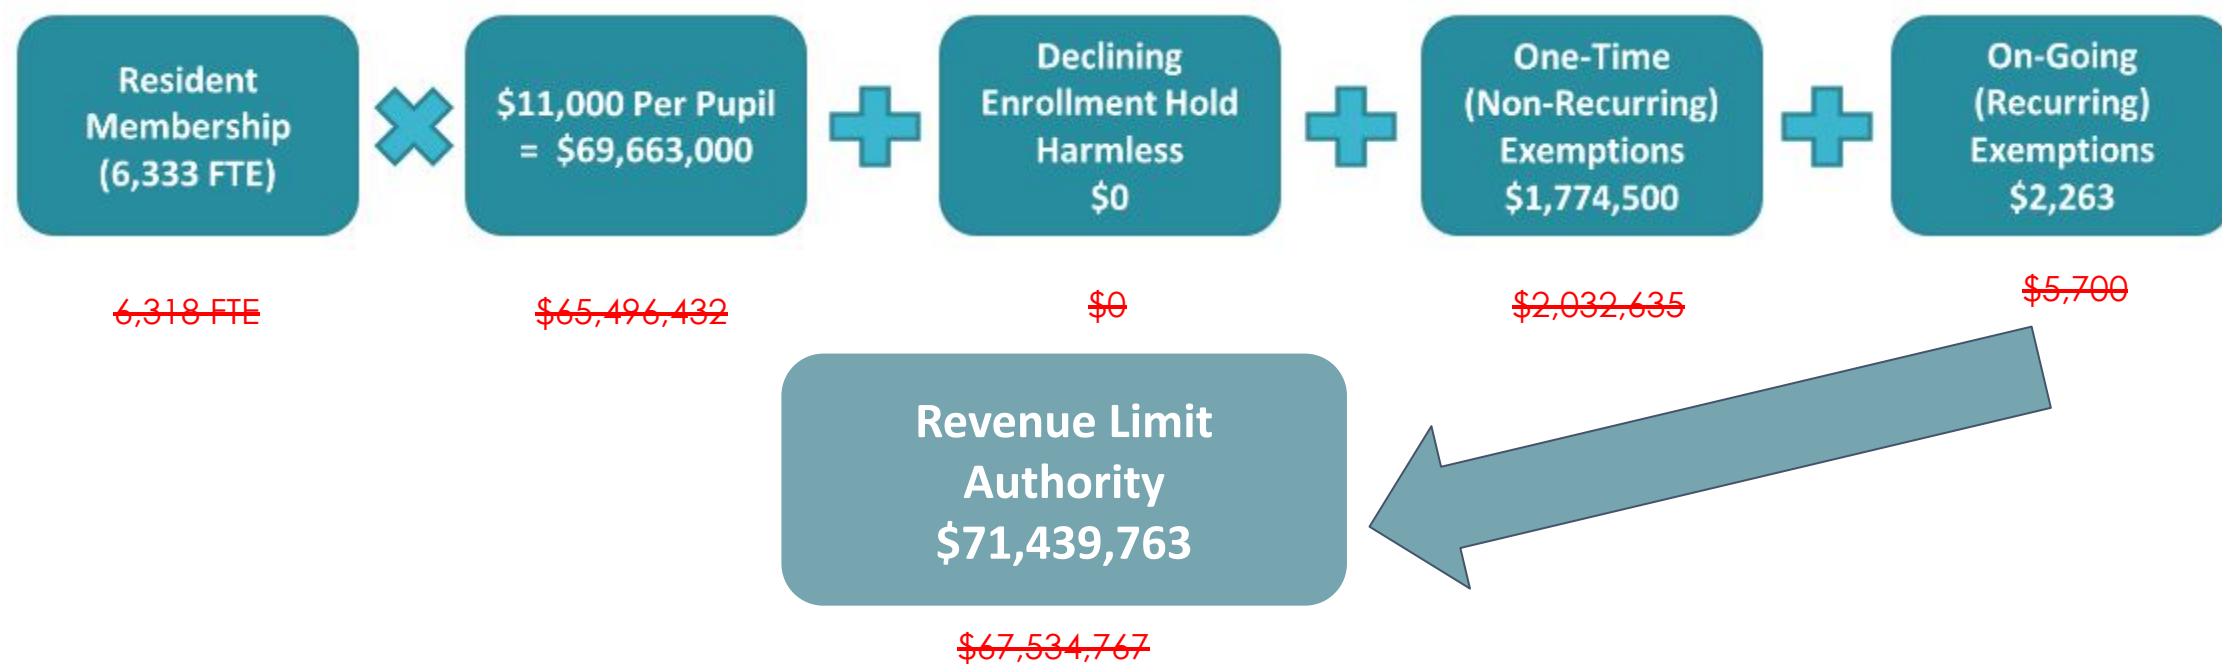 Resident
Membership
(6,333 FTE)
$11,000 Per Pupil
= $69,663,000
Declining
Enrollment Hold
Harmless
$0
One-Time
(Non-Recurring)
Exemptions
$1,774,500
On-Going
(Recurring)
Exemptions
$2,263
6,318 FTE
$65,496,432
$0
$2,032,635
$5,700
Revenue Limit
Authority
$71,439,763
$67,534,767